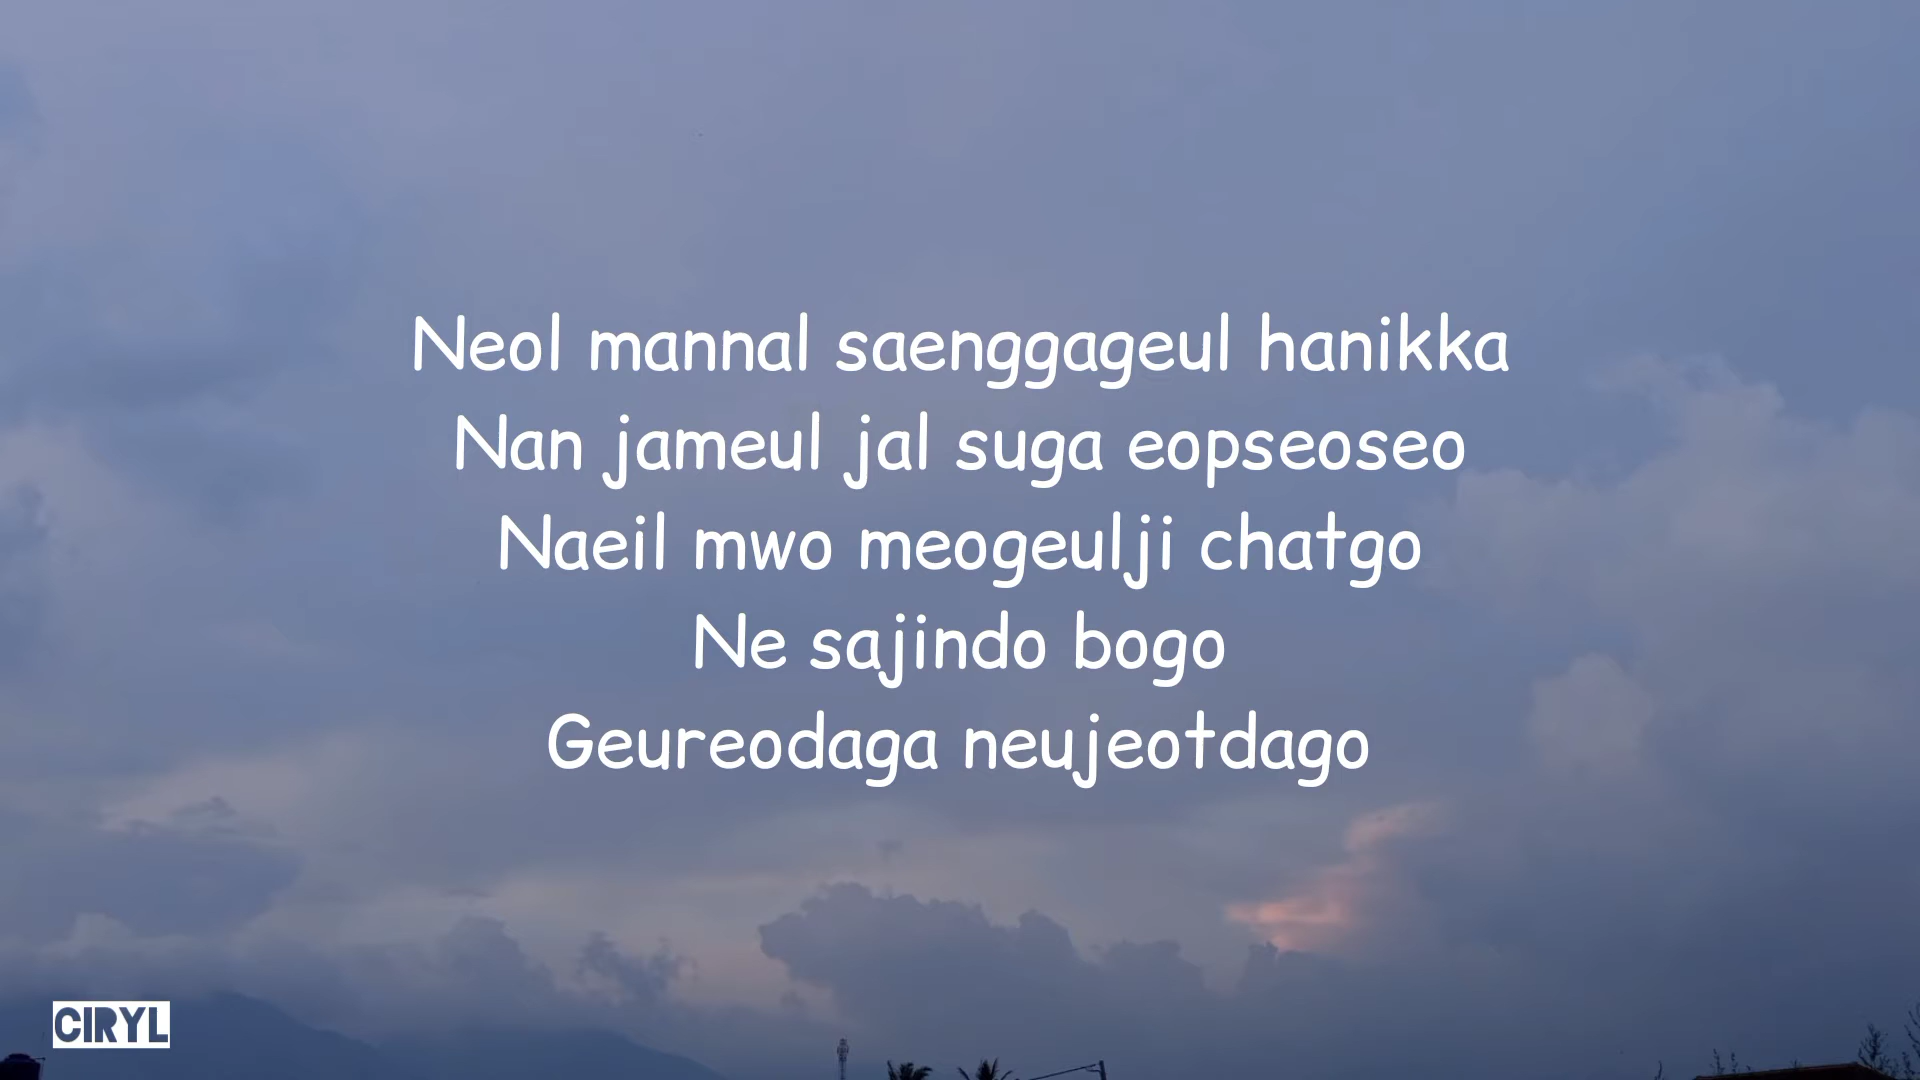 Neol mannal saenggageul hanikka
Nan jameul jal suga eopseoseo
Naeil mwo meogeulji chatgo
Ne sajindo bogo
Geureodaga neujeotdago
CIRYL